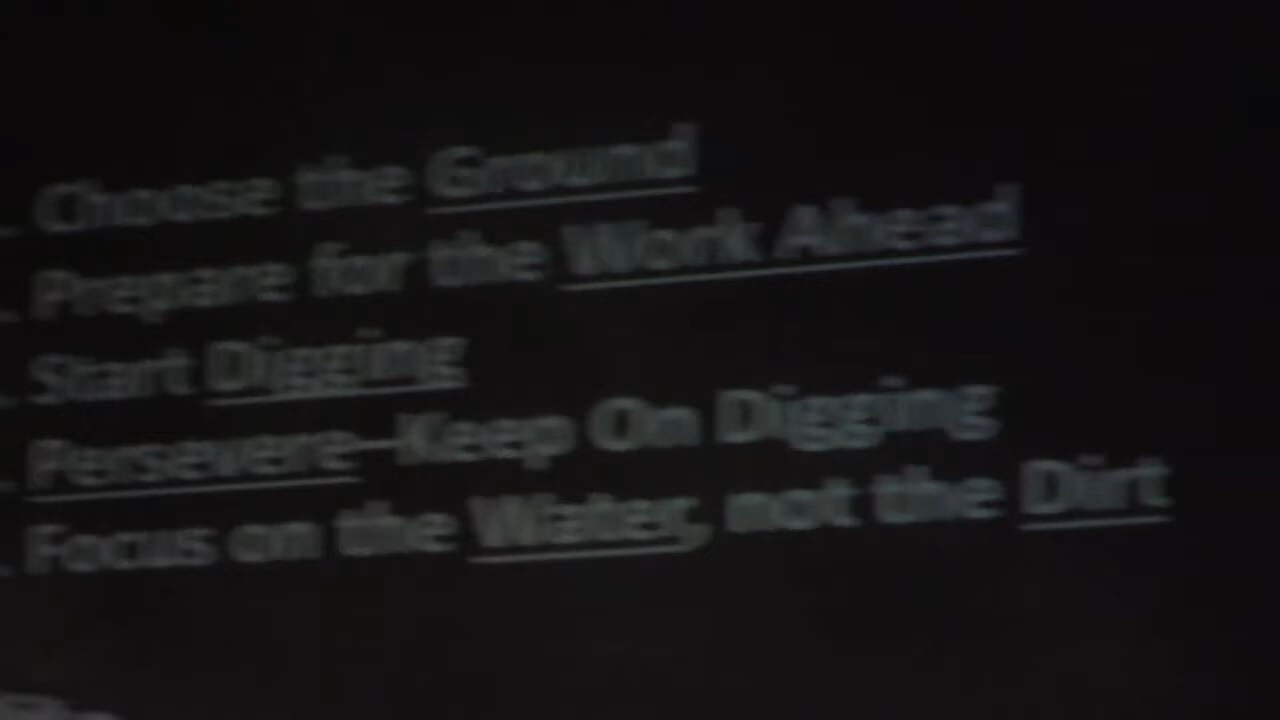 Choose the Ground
Prepare for the Work Ahead
Start Digging
Persevere–Keep On Digging
Focus on the Water, not the Dirt